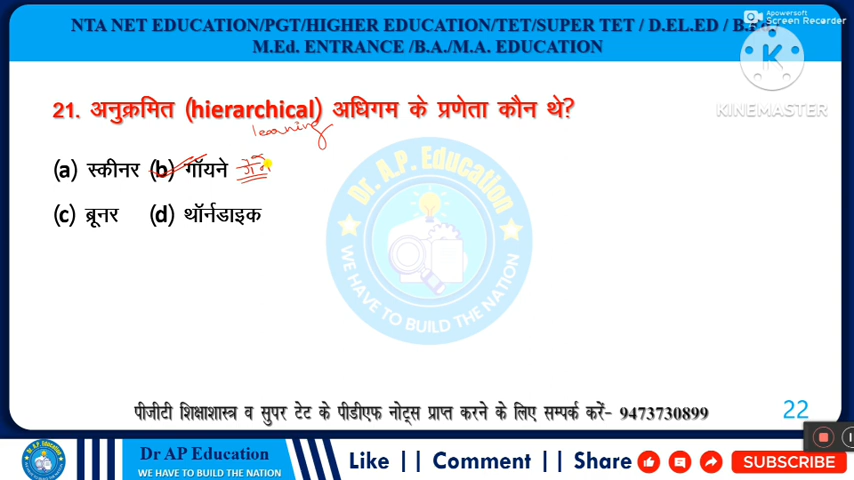 NTA NET EDUCATION/PGT/HIGHER EDUCATION/TET/SUPER TET / D.EL.ED / B.Ed.
M.Ed. ENTRANCE /B.A./M.A. EDUCATION
Apowersoft
Screen Recorder
K
KINEMASTER
21. अनुक्रमित (hierarchical) अधिगम के प्रणेता कौन थे?
learning
(a) स्कीनर (b) गॉयने
(c) ब्रूनर (d) थॉर्नडाइक
Dr. A.P. Education
WE HAVE TO BUILD THE NATION
पीजीटी शिक्षाशास्त्र व सुपर टेट के पीडीएफ नोट्स प्राप्त करने के लिए सम्पर्क करें- 9473730899
22
Dr AP Education
WE HAVE TO BUILD THE NATION
Like || Comment || Share
SUBSCRIBE